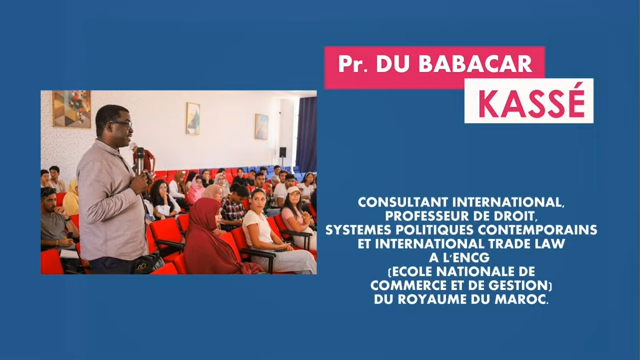 Pr. DU BABACAR
KASSÉ
CONSULTANT INTERNATIONAL,
PROFESSEUR DE DROIT,
SYSTEMES POLITIQUES CONTEMPORAINS
ET INTERNATIONAL TRADE LAW
A L'ENCG
(ECOLE NATIONALE DE
COMMERCE ET DE GESTION)
DU ROYAUME DU MAROC.